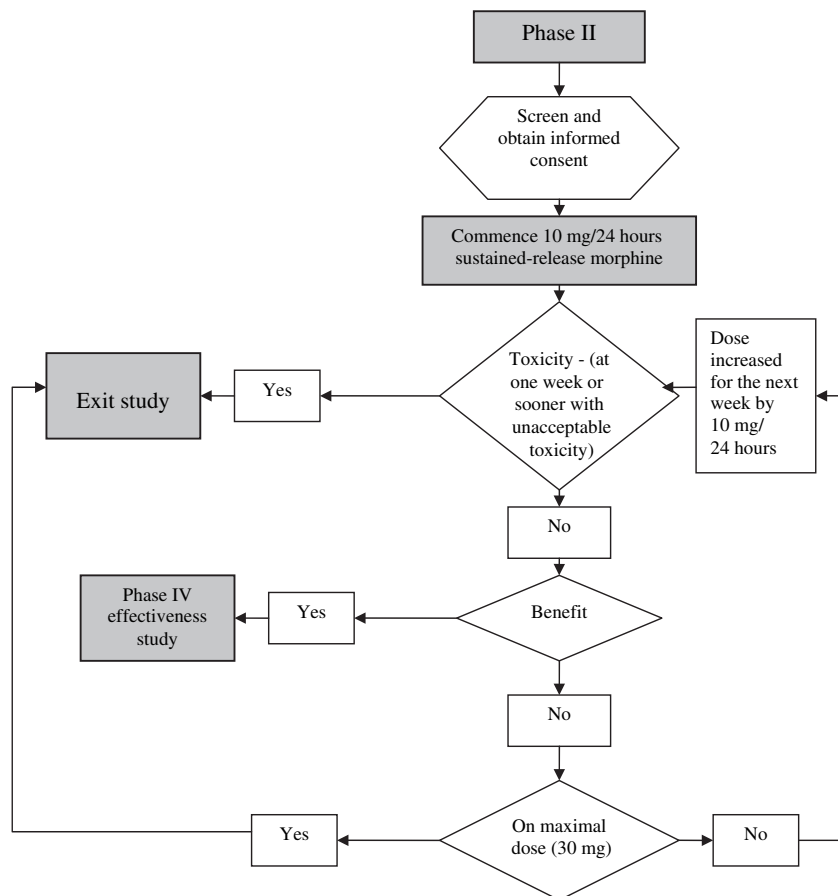 Phase II
Screen and
obtain informed
consent
Commence 10 mg/24 hours
sustained-release morphine
Toxicity - (at
one week or
sooner with
unacceptable
toxicity)
Dose
increased
for the next
week by
10 mg/
24 hours
Yes
Exit study
No
Benefit
Yes
Phase IV
effectiveness
study
No
On maximal
dose (30 mg)
Yes
No